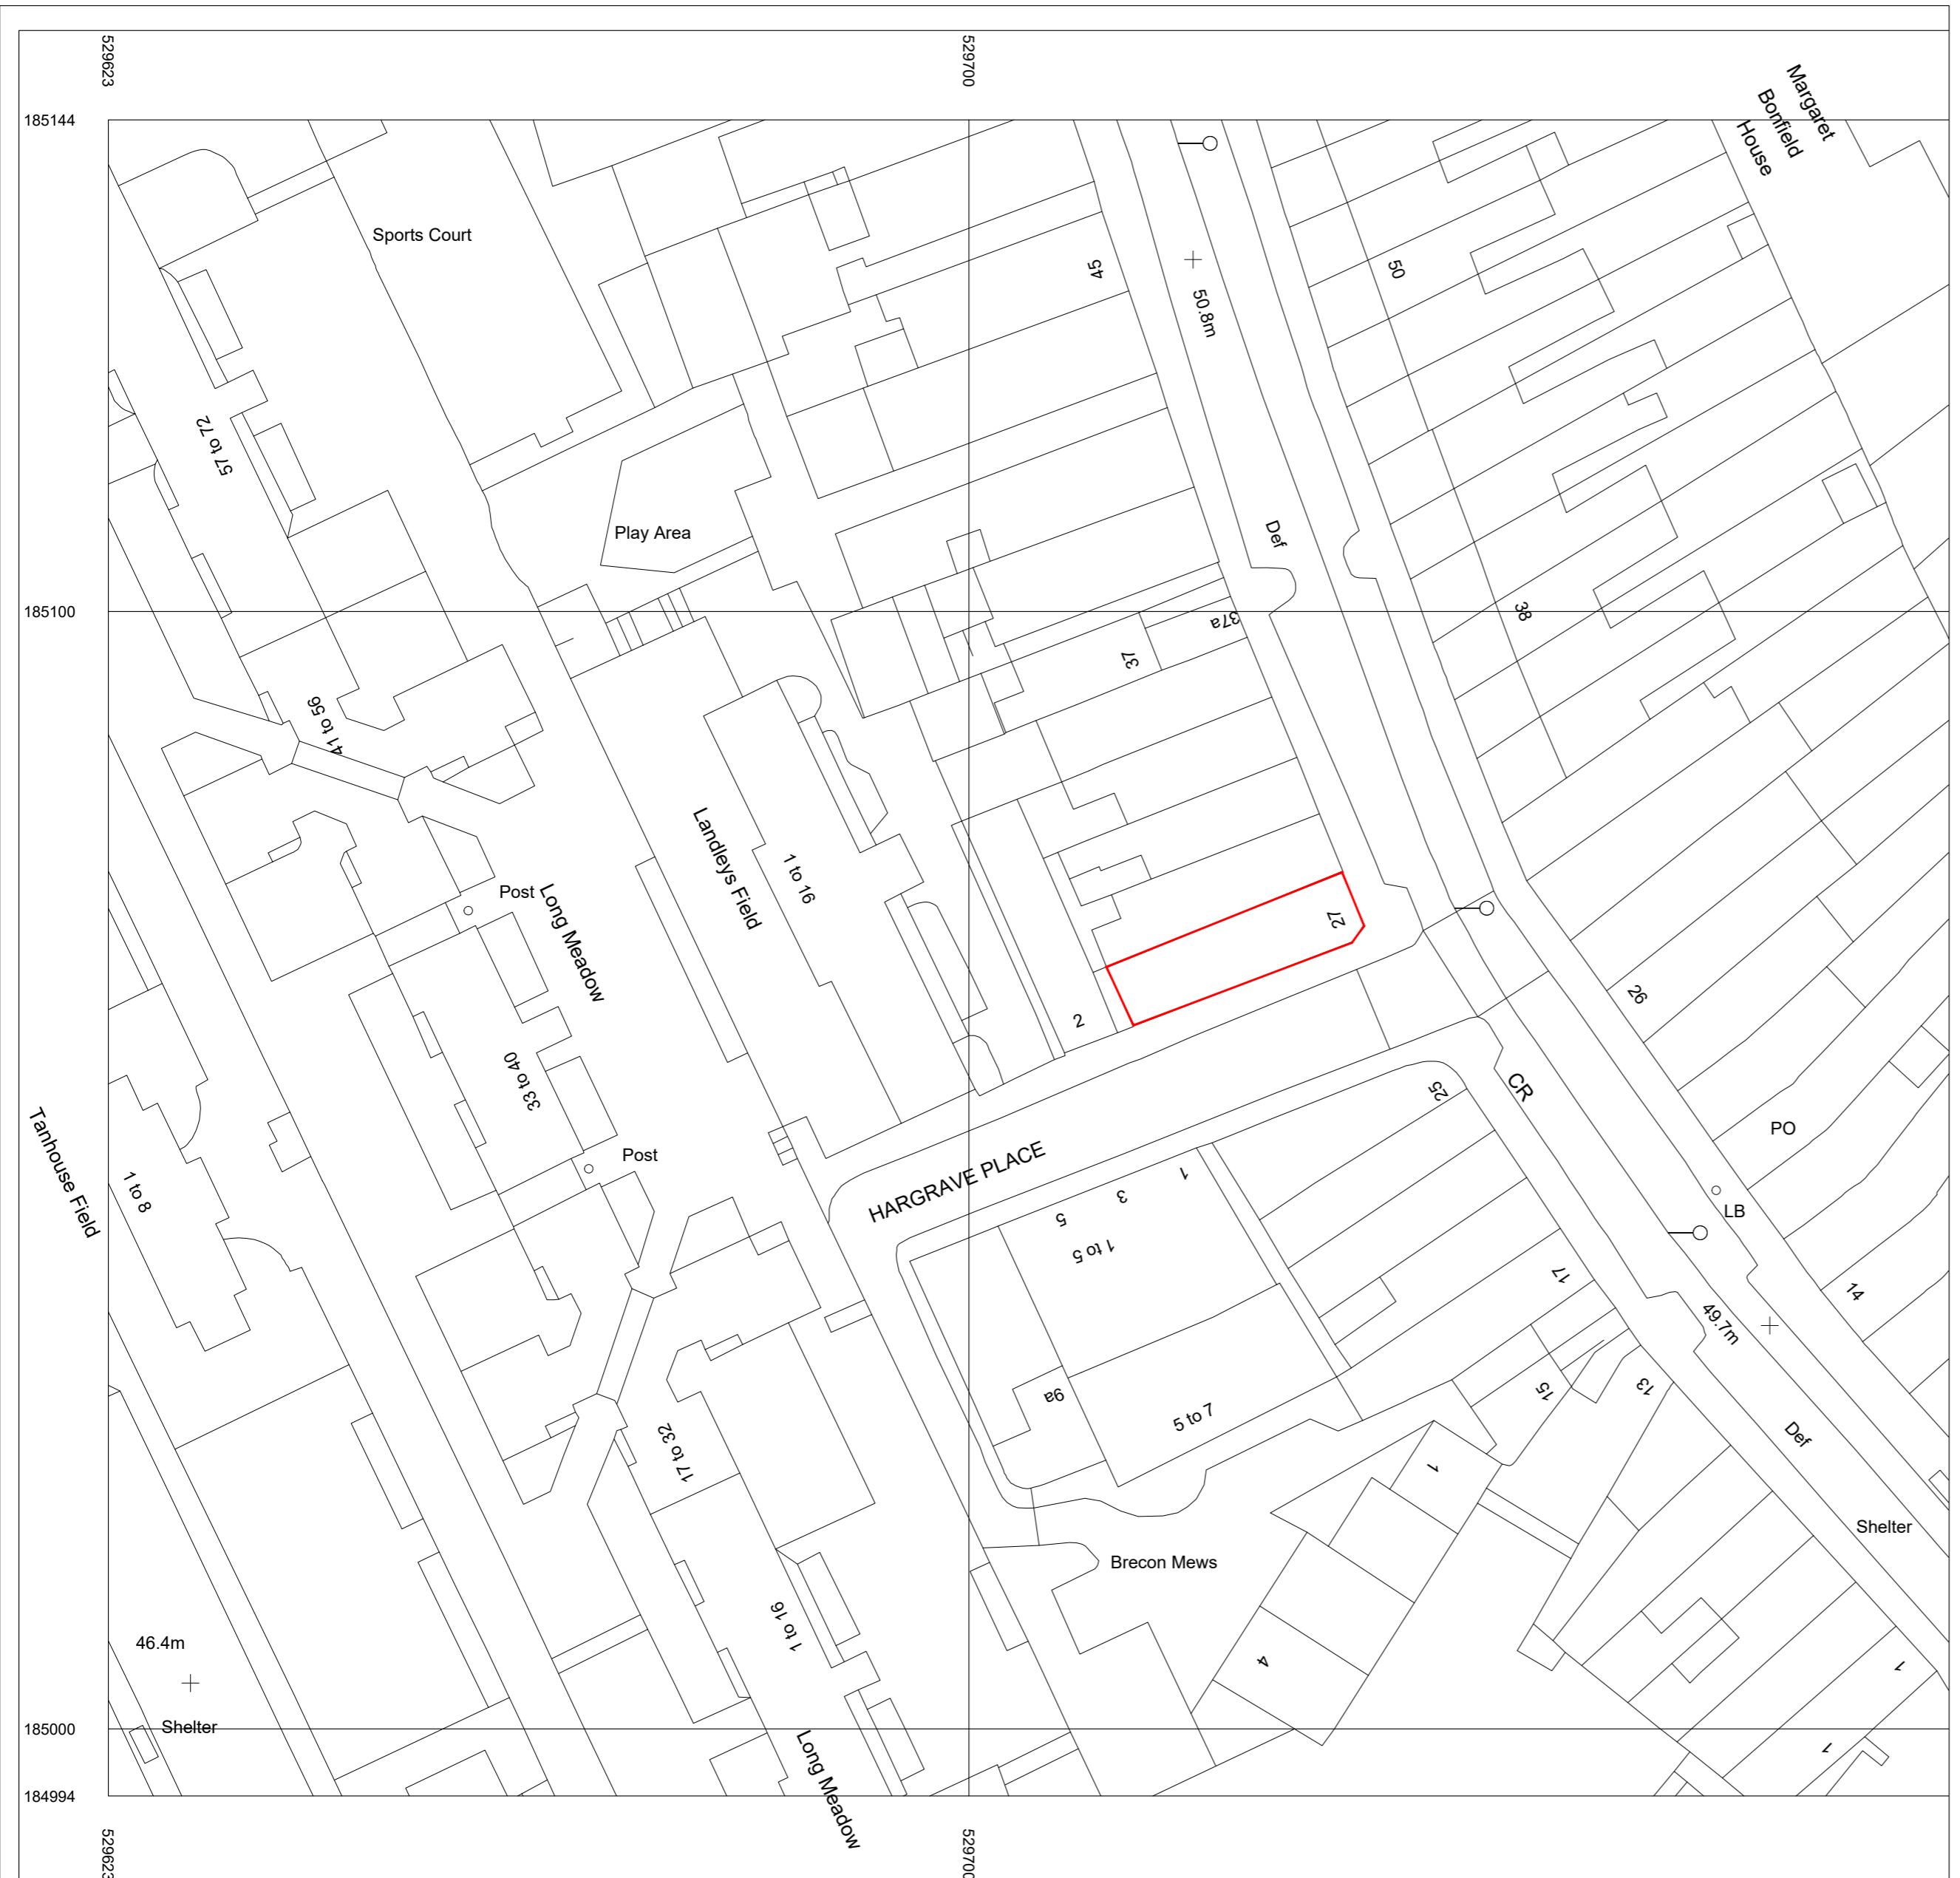 529623
529700
185144
Margaret
Bonfield
House
Sports Court
45
50
50.8m
57 to 72
Play Area
Def
185100
37a
38
37
41 to 56
Landleys Field
1 to 16
Post
Long Meadow
27
26
2
33 to 40
25
CR
PO
Tanhouse Field
1 to 8
Post
HARGRAVE PLACE
1
3
5
1 to 5
LB
17
14
49.7m
9a
15
13
5 to 7
17 to 32
Def
1
Shelter
Brecon Mews
1 to 16
46.4m
4
1
Shelter
185000
Long Meadow
1
184994
529623
529700